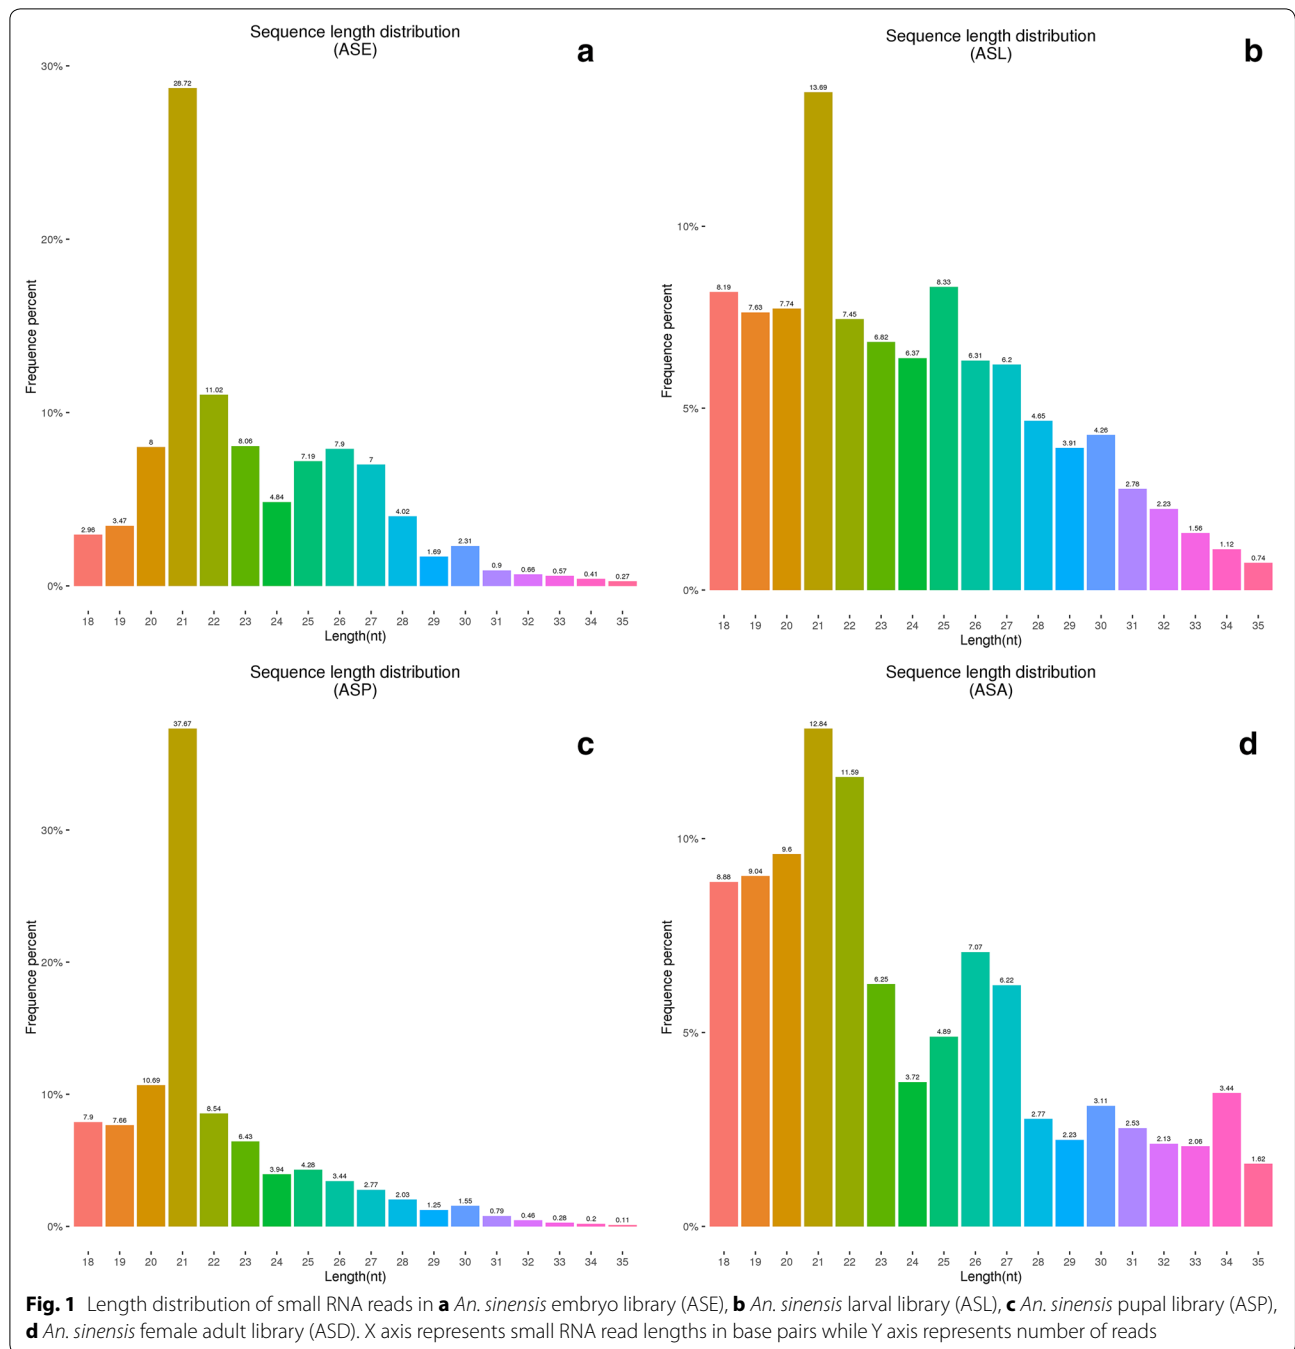 Sequence length distribution
(ASE)
a
30%
20%
10%
0%
Frequence percent
2.96 3.47 8 28.72 11.02 8.06 4.84 7.19 7.9 7 4.02 1.69 2.31 0.9 0.66 0.57 0.41 0.27
18 19 20 21 22 23 24 25 26 27 28 29 30 31 32 33 34 35
Length(nt)
Sequence length distribution
(ASL)
b
10%
5%
0%
Frequence percent
8.19 7.63 7.74 13.69 7.45 6.82 6.37 8.33 6.31 6.2 4.65 3.91 4.26 2.78 2.23 1.56 1.12 0.74
18 19 20 21 22 23 24 25 26 27 28 29 30 31 32 33 34 35
Length(nt)
Sequence length distribution
(ASP)
c
30%
20%
10%
0%
Frequence percent
7.9 7.66 10.69 37.67 8.54 6.43 3.94 4.28 3.44 2.77 2.03 1.25 1.55 0.79 0.46 0.28 0.2 0.11
18 19 20 21 22 23 24 25 26 27 28 29 30 31 32 33 34 35
Length(nt)
Sequence length distribution
(ASA)
d
10%
5%
0%
Frequence percent
8.88 9.04 9.6 12.84 11.59 6.25 3.72 4.89 7.07 6.22 2.77 2.23 3.11 2.53 2.13 2.06 3.44 1.62
18 19 20 21 22 23 24 25 26 27 28 29 30 31 32 33 34 35
Length(nt)
Fig. 1 Length distribution of small RNA reads in a An. sinensis embryo library (ASE), b An. sinensis larval library (ASL), c An. sinensis pupal library (ASP),
d An. sinensis female adult library (ASD). X axis represents small RNA read lengths in base pairs while Y axis represents number of reads